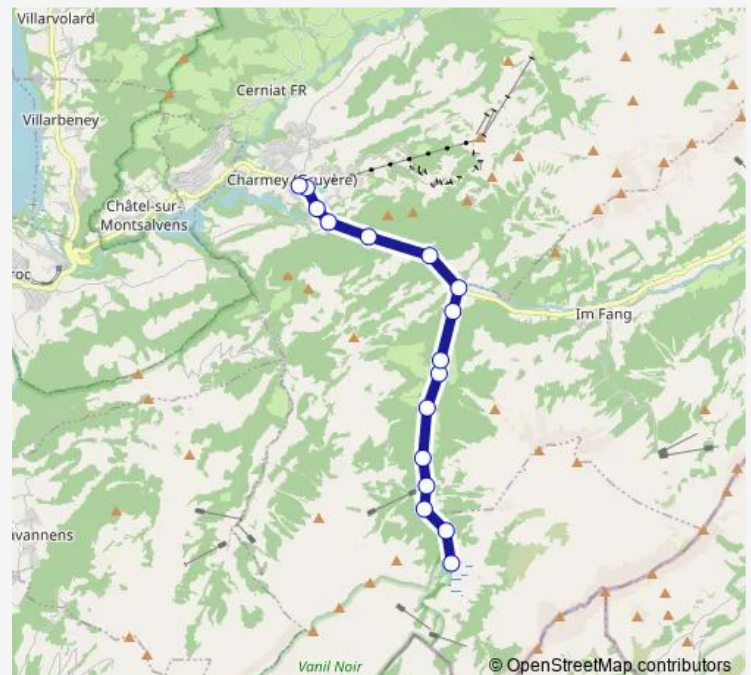 Villarvolard
Cerniat FR
Villarbeney
Charmey (Gruyère)
Châtel-sur-
Montsalvens
roc
Im Fang
avannens
Vanil Noir
© OpenStreetMap contributors